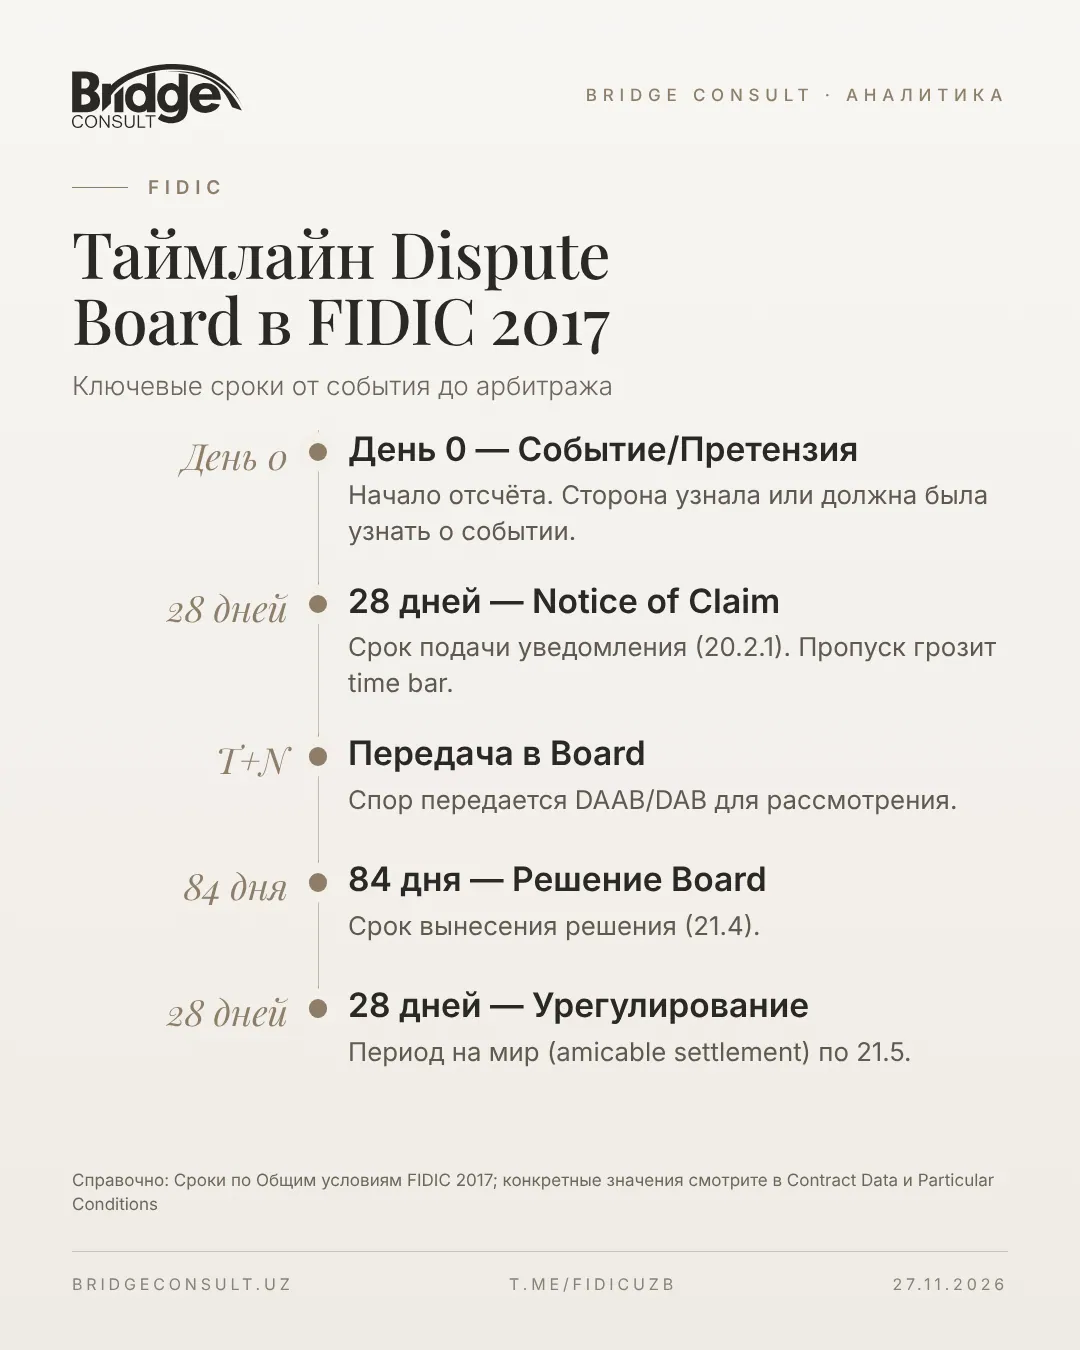 Bridge
CONSULT
BRIDGE CONSULT · АНАЛИТИКА
FIDIC
Таймлайн Dispute
Board в FIDIC 2017
Ключевые сроки от события до арбитража
День 0
День 0 — Событие/Претензия
Начало отсчёта. Сторона узнала или должна была
узнать о событии.
28 дней
28 дней — Notice of Claim
Срок подачи уведомления (20.2.1). Пропуск грозит
time bar.
T+N
Передача в Board
Спор передается DAAB/DAB для рассмотрения.
84 дня
84 дня — Решение Board
Срок вынесения решения (21.4).
28 дней
28 дней — Урегулирование
Период на мир (amicable settlement) по 21.5.
Справочно: Сроки по Общим условиям FIDIC 2017; конкретные значения смотрите в Contract Data и Particular
Conditions
BRIDGECONSULT.UZ
T.ME/FIDICUZB
27.11.2026